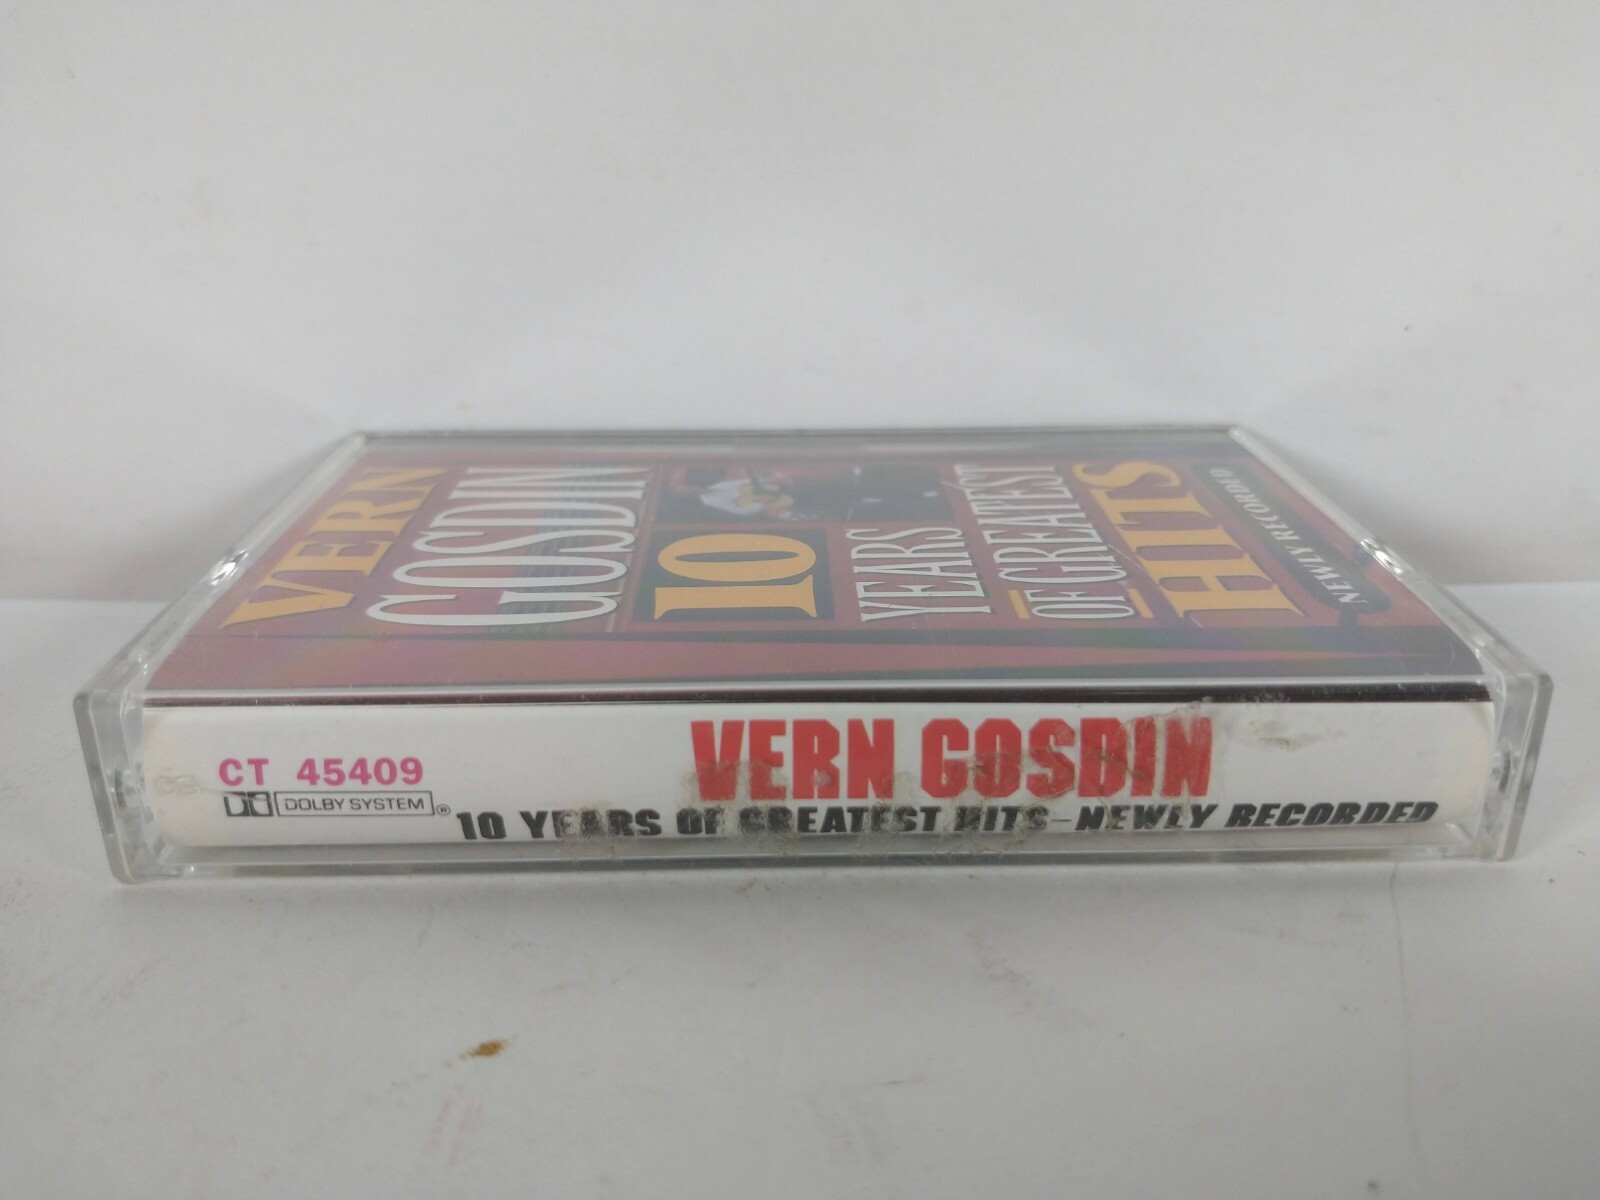 VERN
GOSDIN
10
YEARS
OF GREATEST
HITS
NEWLY RECORDED
CT 45409
DOLBY SYSTEM ®
VERN GOSDIN
10 YEARS OF GREATEST HITS-NEWLY RECORDED